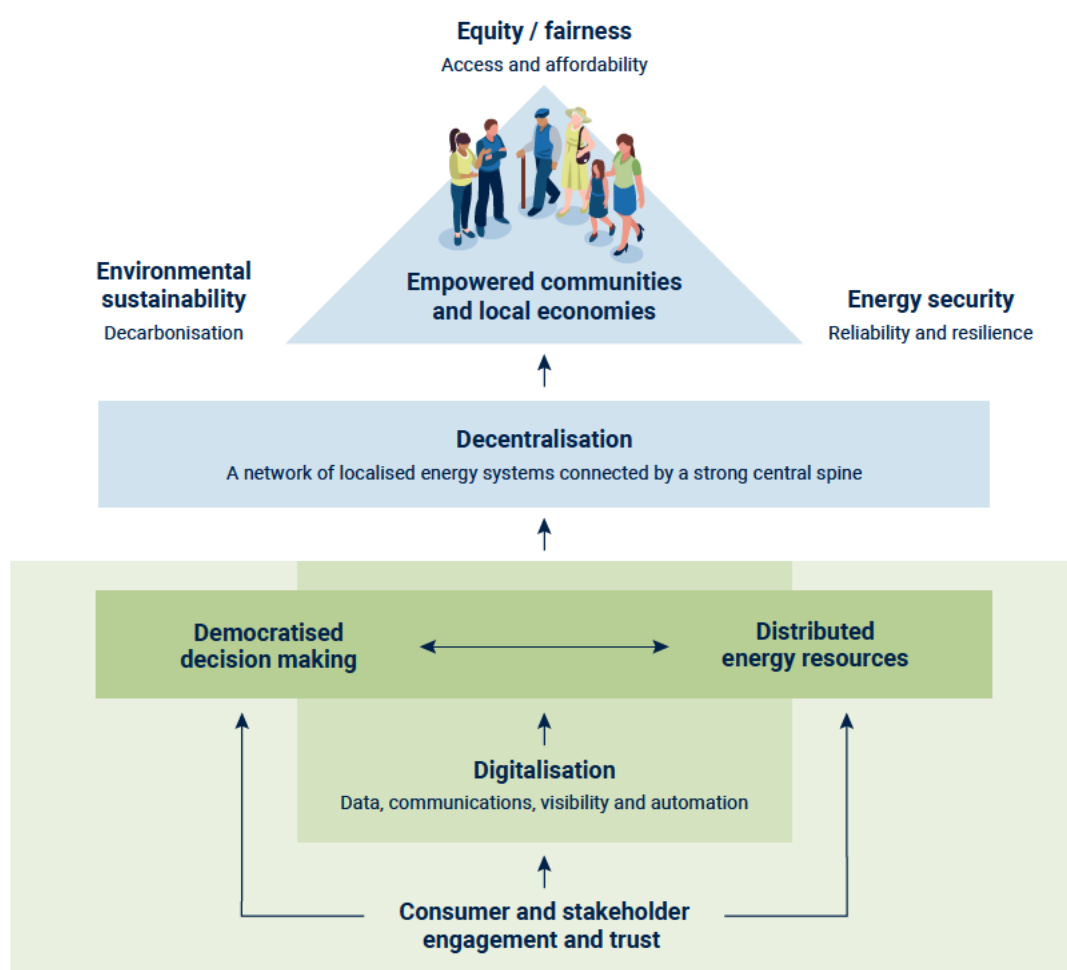 Equity / fairness
Access and affordability
Environmental
sustainability
Decarbonisation
Empowered communities
and local economies
Energy security
Reliability and resilience
Decentralisation
A network of localised energy systems connected by a strong central spine
Democratised
decision making
Distributed
energy resources
Digitalisation
Data, communications, visibility and automation
Consumer and stakeholder
engagement and trust